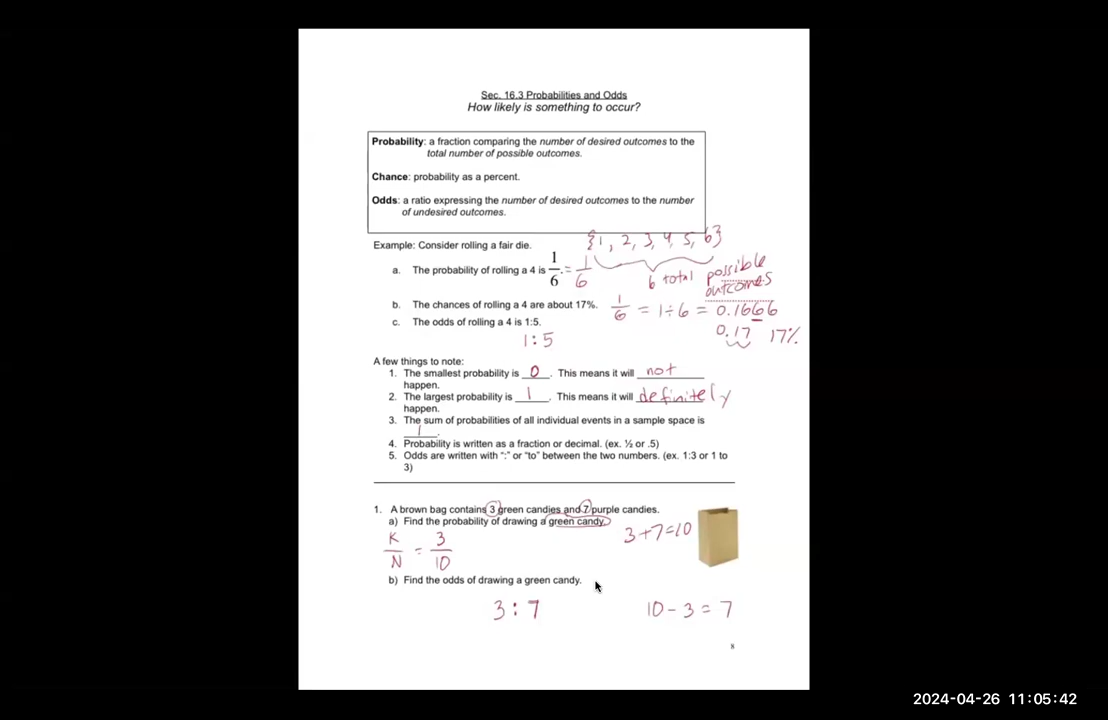 Sec. 16.3 Probabilities and Odds
How likely is something to occur?
Probability: a fraction comparing the number of desired outcomes to the
total number of possible outcomes.
Chance: probability as a percent.
Odds: a ratio expressing the number of desired outcomes to the number
of undesired outcomes.
Example: Consider rolling a fair die. {1, 2, 3, 4, 5, 6}
a. The probability of rolling a 4 is 1/6. = 1/6
6 total possible
outcomes
b. The chances of rolling a 4 are about 17%. 1/6 = 1÷6 = 0.1666
c. The odds of rolling a 4 is 1:5.
0.17 17%
1:5
A few things to note:
1. The smallest probability is 0. This means it will not
happen.
2. The largest probability is 1. This means it will definitely
happen.
3. The sum of probabilities of all individual events in a sample space is
1.
4. Probability is written as a fraction or decimal. (ex. ½ or .5)
5. Odds are written with ":" or "to" between the two numbers. (ex. 1:3 or 1 to
3)
1. A brown bag contains 3 green candies and 7 purple candies.
a) Find the probability of drawing a green candy.
3+7=10
K/N = 3/10
b) Find the odds of drawing a green candy.
3:7 10-3=7
8
2024-04-26 11:05:42